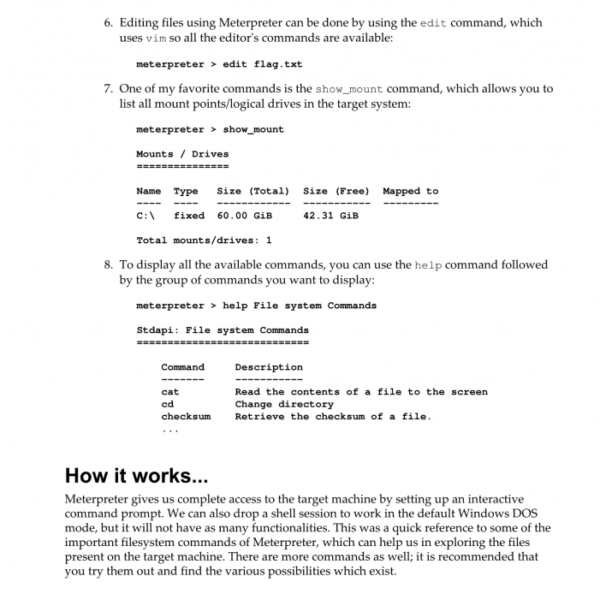 6. Editing files using Meterpreter can be done by using the edit command, which
uses vim so all the editor's commands are available:
meterpreter > edit flag.txt
7. One of my favorite commands is the show_mount command, which allows you to
list all mount points/logical drives in the target system:
meterpreter > show_mount
Mounts / Drives
===============
Name Type Size (Total) Size (Free) Mapped to
---- ---- ------------ ----------- ---------
C:\ fixed 60.00 GiB 42.31 GiB
Total mounts/drives: 1
8. To display all the available commands, you can use the help command followed
by the group of commands you want to display:
meterpreter > help File system Commands
Stdapi: File system Commands
============================
Command Description
------- -----------
cat Read the contents of a file to the screen
cd Change directory
checksum Retrieve the checksum of a file.
...
How it works...
Meterpreter gives us complete access to the target machine by setting up an interactive
command prompt. We can also drop a shell session to work in the default Windows DOS
mode, but it will not have as many functionalities. This was a quick reference to some of the
important filesystem commands of Meterpreter, which can help us in exploring the files
present on the target machine. There are more commands as well; it is recommended that
you try them out and find the various possibilities which exist.